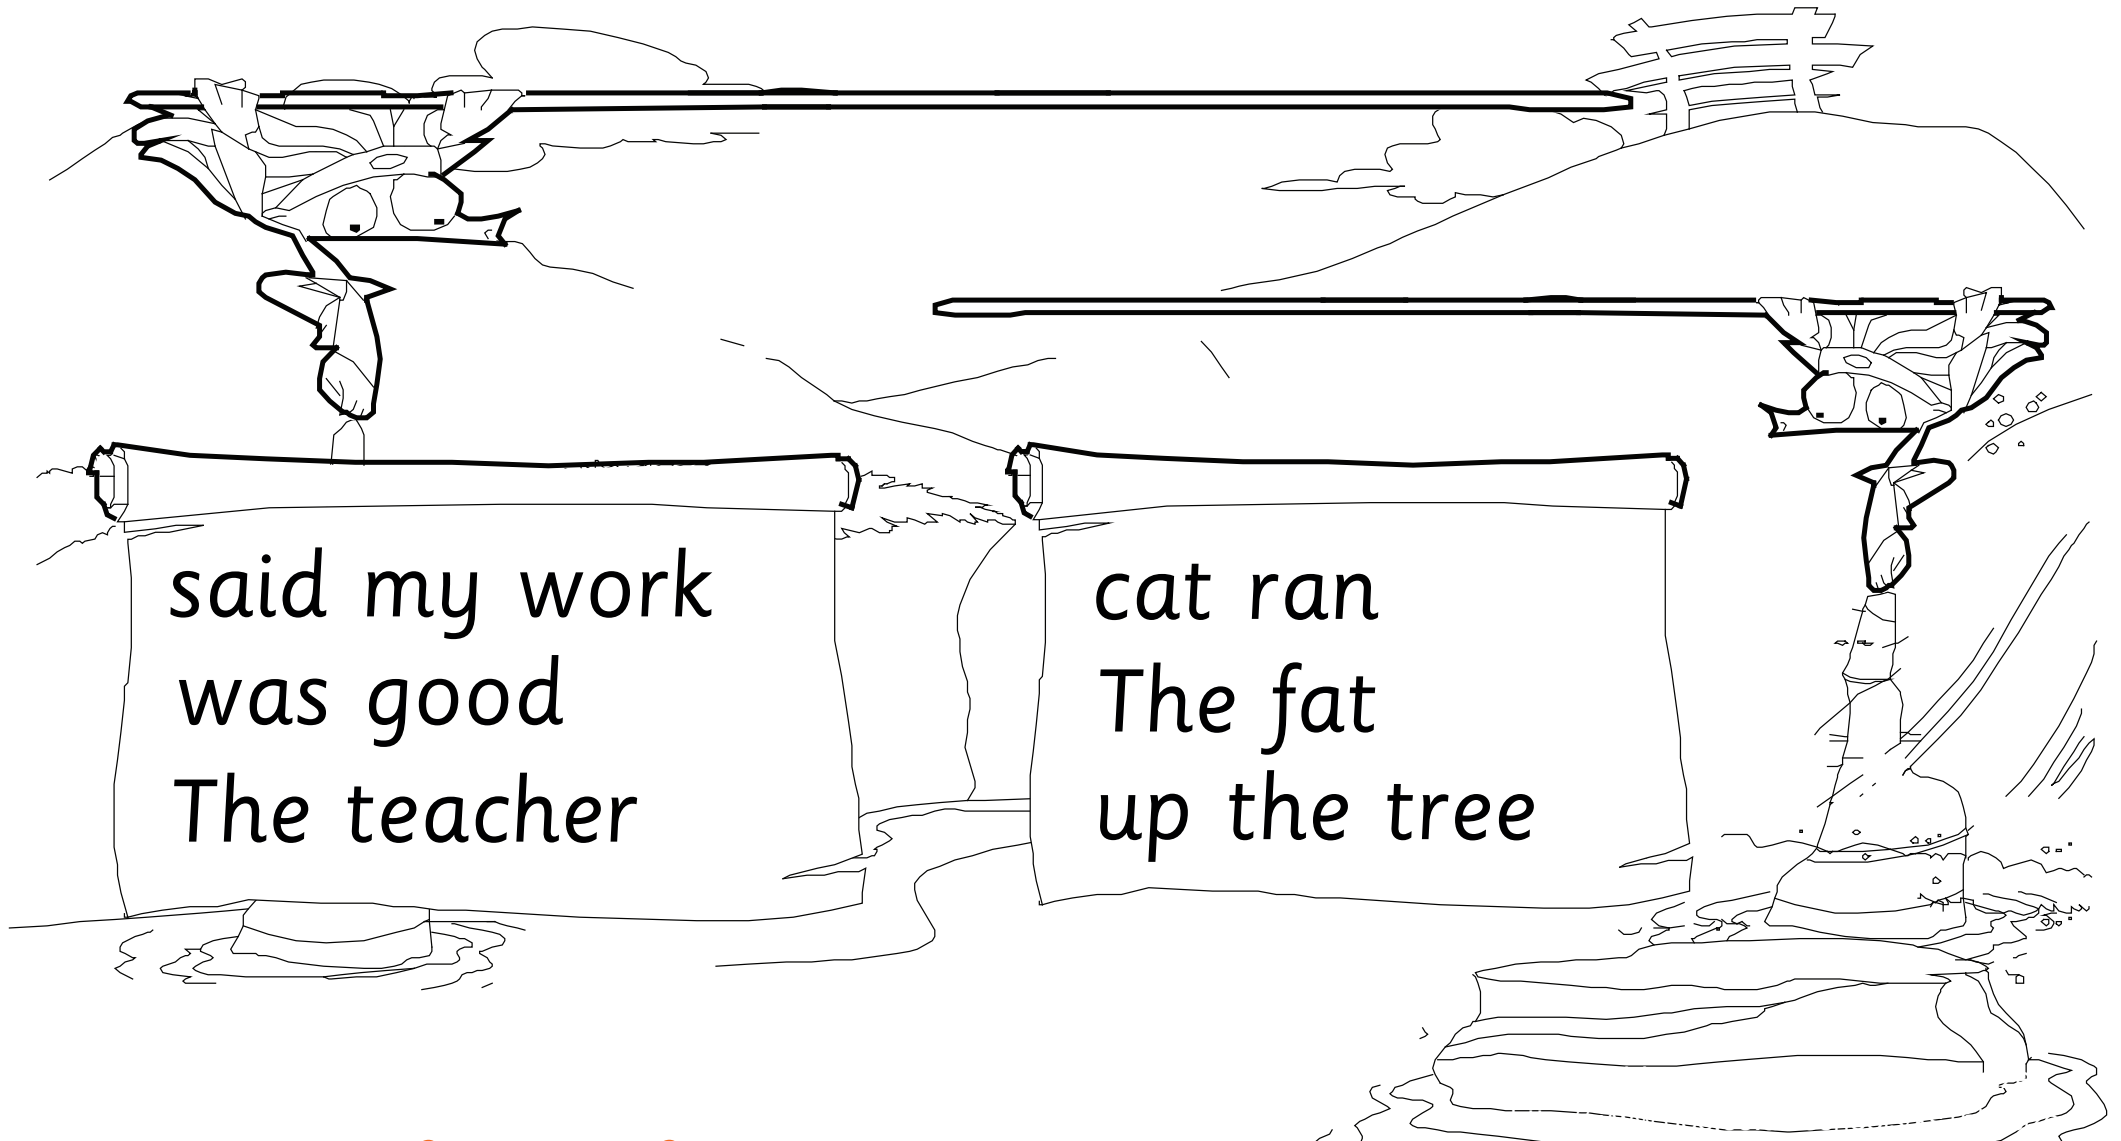 said my work
was good
The teacher
cat ran
The fat
up the tree